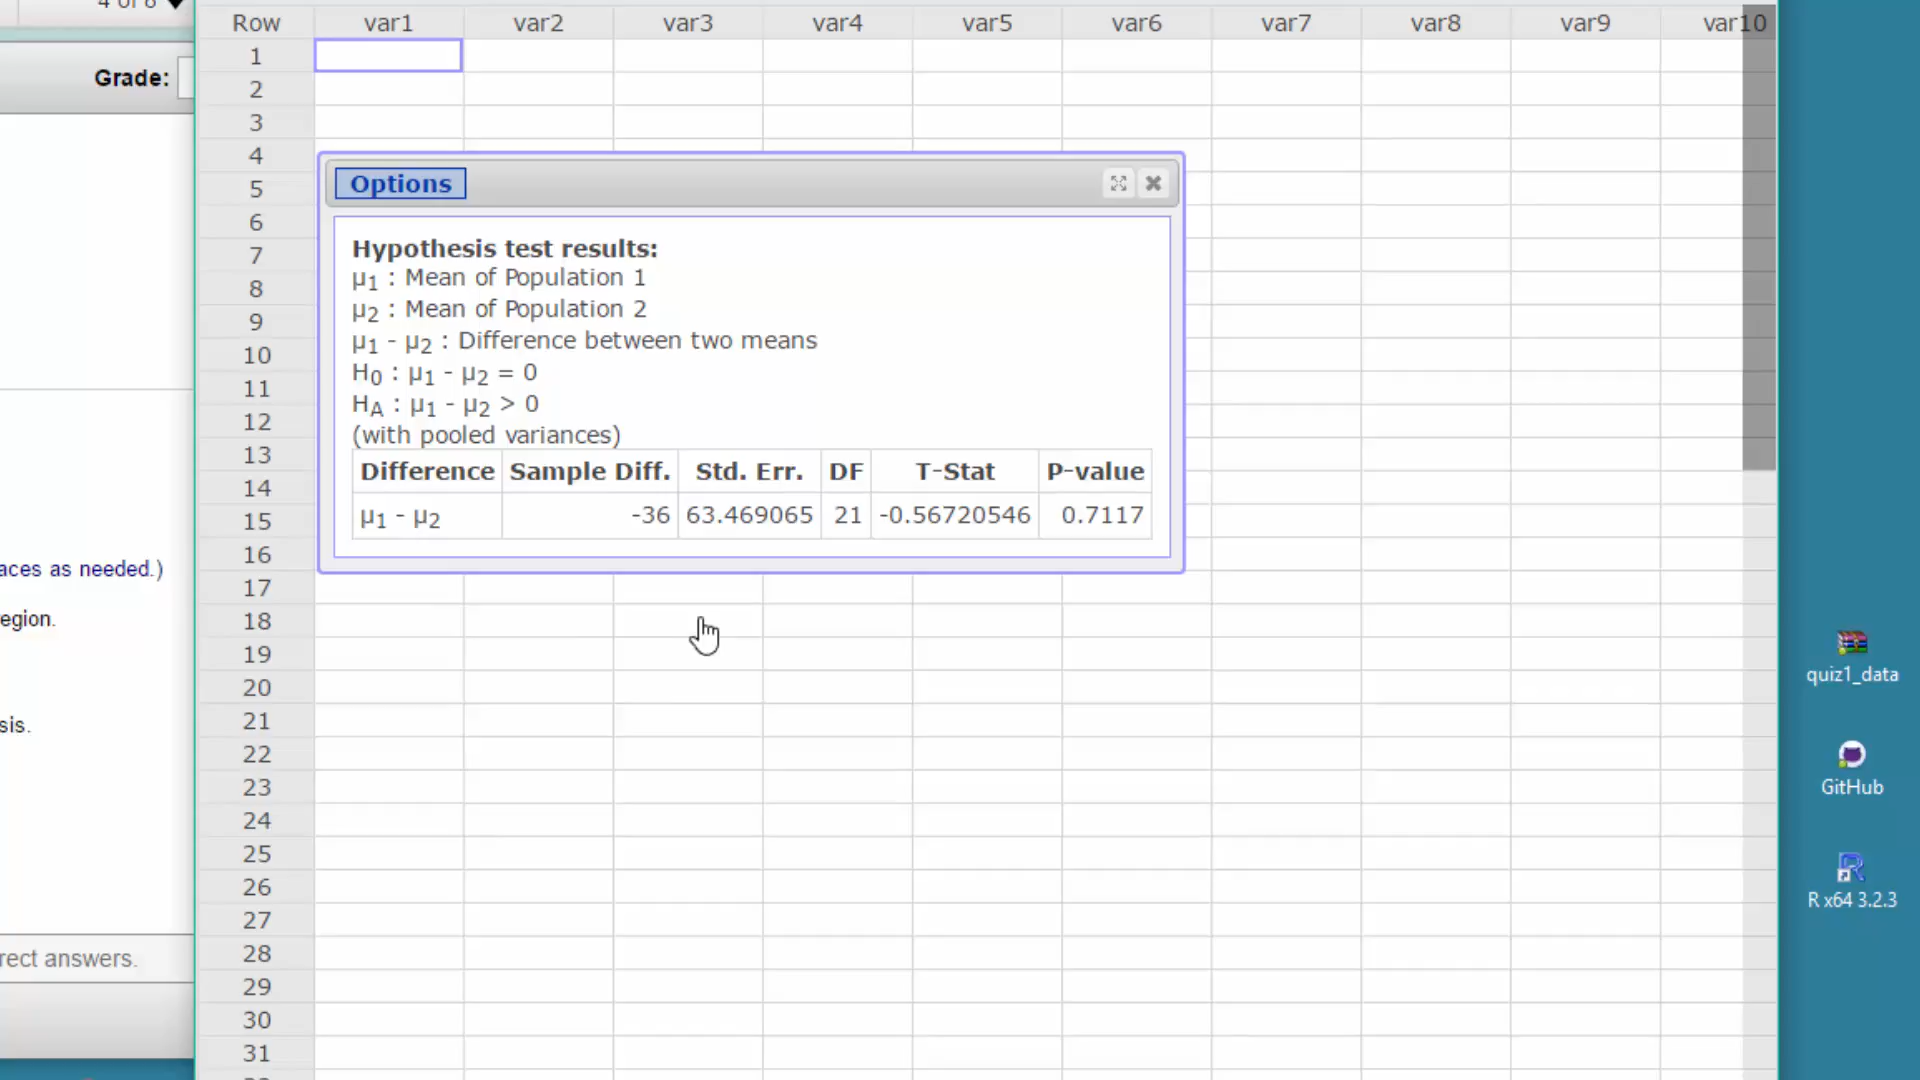 4 of 6
Row var1 var2 var3 var4 var5 var6 var7 var8 var9 var10
Grade:
1
2
3
4
5
6
7
8
9
10
11
12
13
14
15
16
17
18
19
20
21
22
23
24
25
26
27
28
29
30
31
Options
Hypothesis test results:
μ1 : Mean of Population 1
μ2 : Mean of Population 2
μ1 - μ2 : Difference between two means
H0 : μ1 - μ2 = 0
HA : μ1 - μ2 > 0
(with pooled variances)
Difference Sample Diff. Std. Err. DF T-Stat P-value
μ1 - μ2 -36 63.469065 21 -0.56720546 0.7117
aces as needed.)
egion.
sis.
rect answers.
quiz1_data
GitHub
R x64 3.2.3